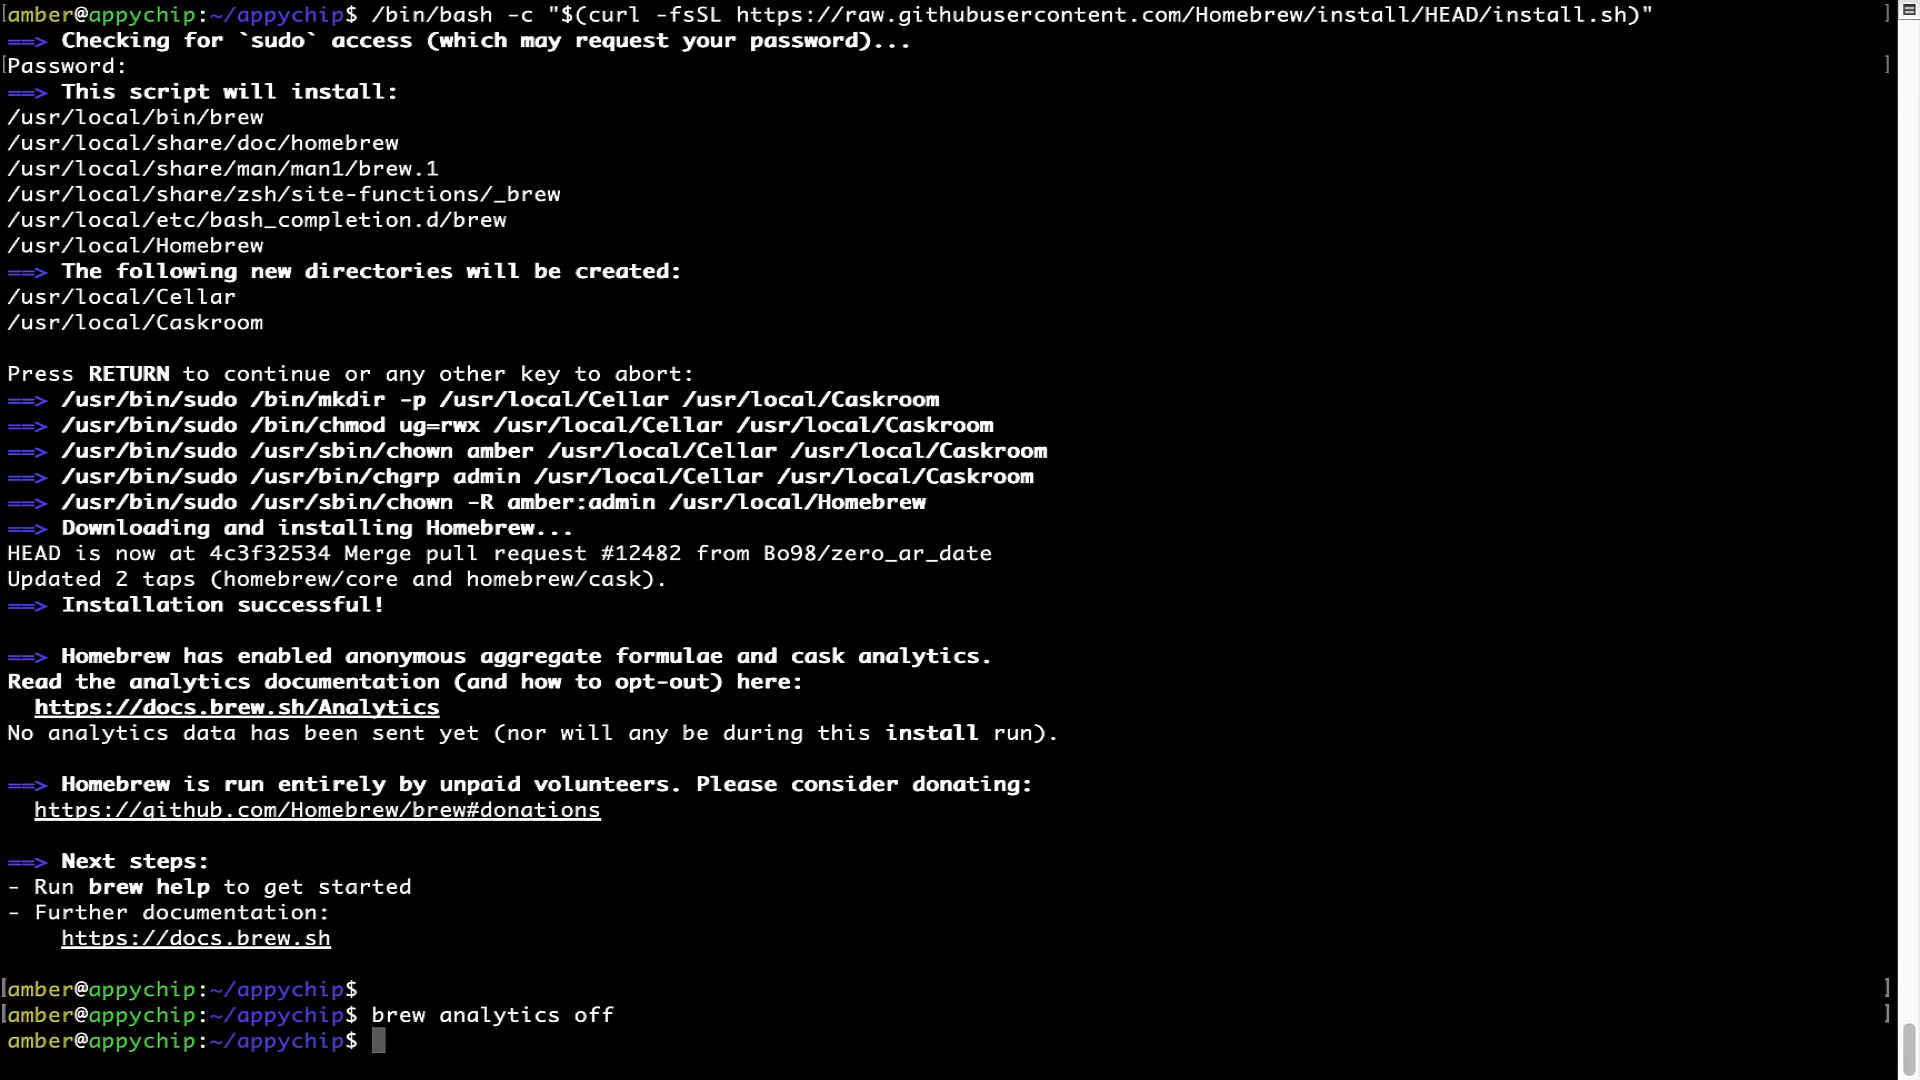 amber@appychip:~/appychip$ /bin/bash -c "$(curl -fsSL https://raw.githubusercontent.com/Homebrew/install/HEAD/install.sh)"
==> Checking for `sudo` access (which may request your password)...
Password:
==> This script will install:
/usr/local/bin/brew
/usr/local/share/doc/homebrew
/usr/local/share/man/man1/brew.1
/usr/local/share/zsh/site-functions/_brew
/usr/local/etc/bash_completion.d/brew
/usr/local/Homebrew
==> The following new directories will be created:
/usr/local/Cellar
/usr/local/Caskroom

Press RETURN to continue or any other key to abort:
==> /usr/bin/sudo /bin/mkdir -p /usr/local/Cellar /usr/local/Caskroom
==> /usr/bin/sudo /bin/chmod ug=rwx /usr/local/Cellar /usr/local/Caskroom
==> /usr/bin/sudo /usr/sbin/chown amber /usr/local/Cellar /usr/local/Caskroom
==> /usr/bin/sudo /usr/bin/chgrp admin /usr/local/Cellar /usr/local/Caskroom
==> /usr/bin/sudo /usr/sbin/chown -R amber:admin /usr/local/Homebrew
==> Downloading and installing Homebrew...
HEAD is now at 4c3f32534 Merge pull request #12482 from Bo98/zero_ar_date
Updated 2 taps (homebrew/core and homebrew/cask).
==> Installation successful!

==> Homebrew has enabled anonymous aggregate formulae and cask analytics.
Read the analytics documentation (and how to opt-out) here:
  https://docs.brew.sh/Analytics
No analytics data has been sent yet (nor will any be during this install run).

==> Homebrew is run entirely by unpaid volunteers. Please consider donating:
  https://github.com/Homebrew/brew#donations

==> Next steps:
- Run brew help to get started
- Further documentation:
    https://docs.brew.sh

amber@appychip:~/appychip$
amber@appychip:~/appychip$ brew analytics off
amber@appychip:~/appychip$